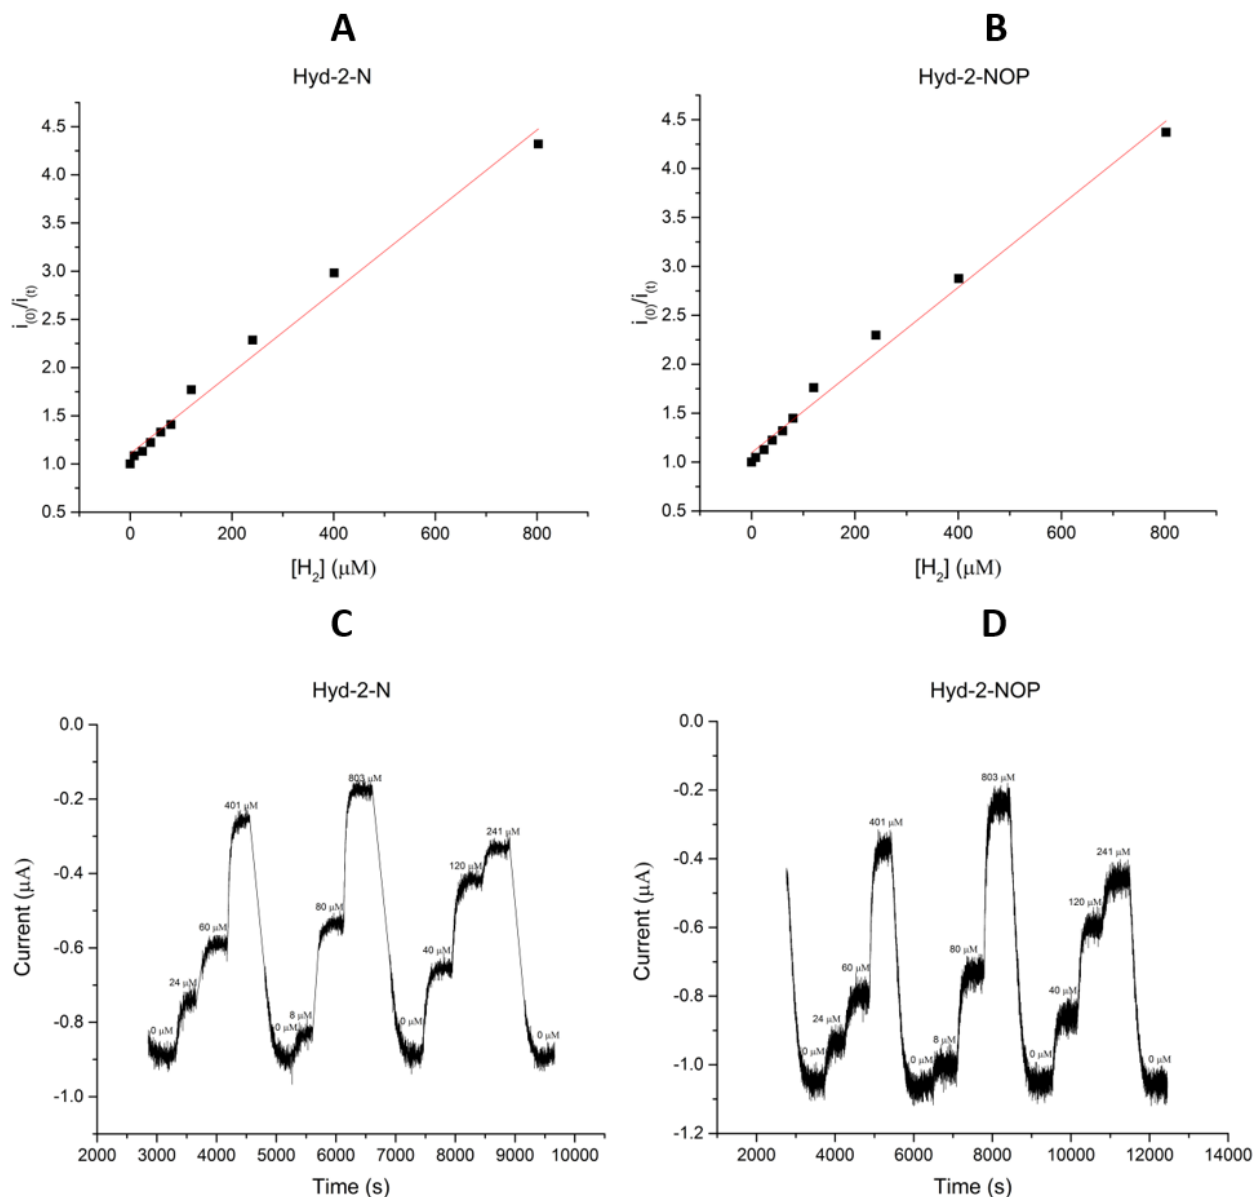 A
Hyd-2-N
4.5
4.0
3.5
3.0
2.5
2.0
1.5
1.0
0.5
i(0)/i(t)
0
200
400
600
800
[H2] (μM)
B
Hyd-2-NOP
4.5
4.0
3.5
3.0
2.5
2.0
1.5
1.0
0.5
i(0)/i(t)
0
200
400
600
800
[H2] (μM)
C
Hyd-2-N
0.0
-0.2
-0.4
-0.6
-0.8
-1.0
Current (μA)
0 μM
24 μM
60 μM
401 μM
0 μM
8 μM
80 μM
803 μM
0 μM
40 μM
120 μM
241 μM
0 μM
2000
3000
4000
5000
6000
7000
8000
9000
10000
Time (s)
D
Hyd-2-NOP
0.0
-0.2
-0.4
-0.6
-0.8
-1.0
-1.2
Current (μA)
0 μM
24 μM
60 μM
401 μM
0 μM
8 μM
80 μM
803 μM
0 μM
40 μM
120 μM
241 μM
0 μM
2000
4000
6000
8000
10000
12000
14000
Time (s)